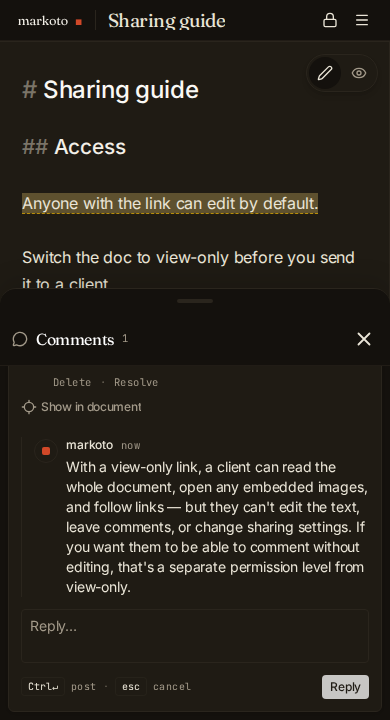 markoto
Sharing guide
# Sharing guide
## Access
Anyone with the link can edit by default.
Switch the doc to view-only before you send
it to a client
Comments 1
Delete · Resolve
Show in document
markoto now
With a view-only link, a client can read the
whole document, open any embedded images,
and follow links — but they can't edit the text,
leave comments, or change sharing settings. If
you want them to be able to comment without
editing, that's a separate permission level from
view-only.
Reply...
Ctrl↵ post · esc cancel
Reply